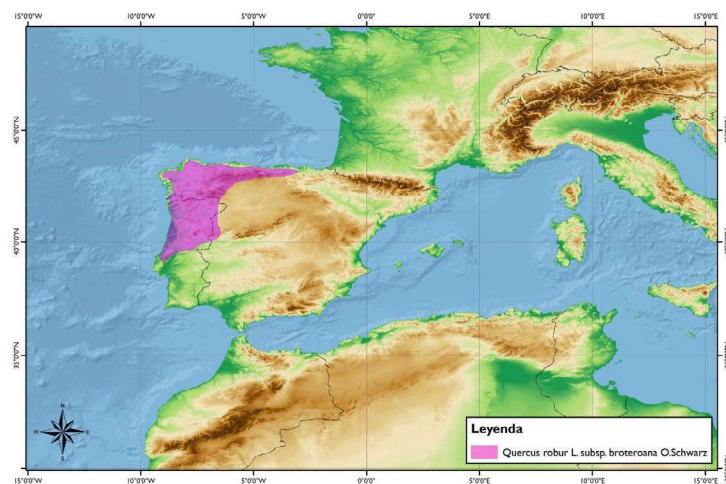 15°0'0"W 10°0'0"W 5°0'0"W 0°0'0" 5°0'0"E 10°0'0"E 15°0'0"E
45°0'0"N
40°0'0"N
35°0'0"N
N
W E
S
Leyenda
Quercus robur L. subsp. broteroana O.Schwarz
15°0'0"W 10°0'0"W 5°0'0"W 0°0'0" 5°0'0"E 10°0'0"E 15°0'0"E